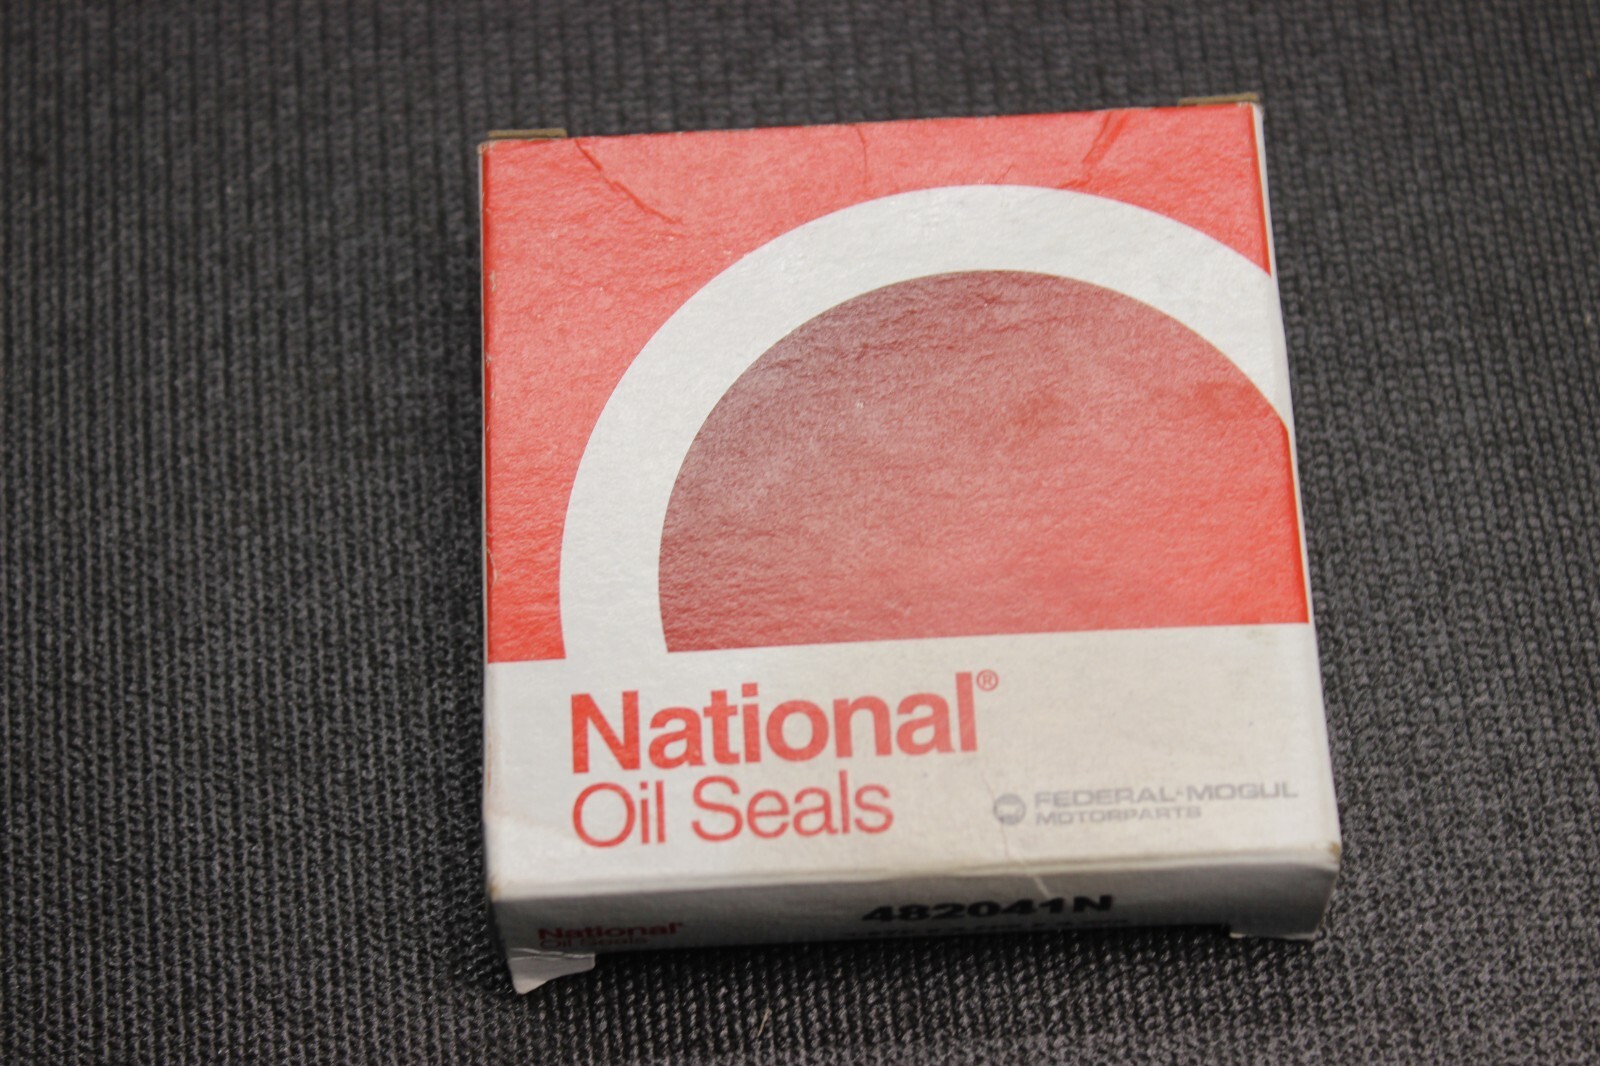 National®
Oil Seals
FEDERAL-MOGUL
MOTORPARTS
482041N
National®
Oil Seals